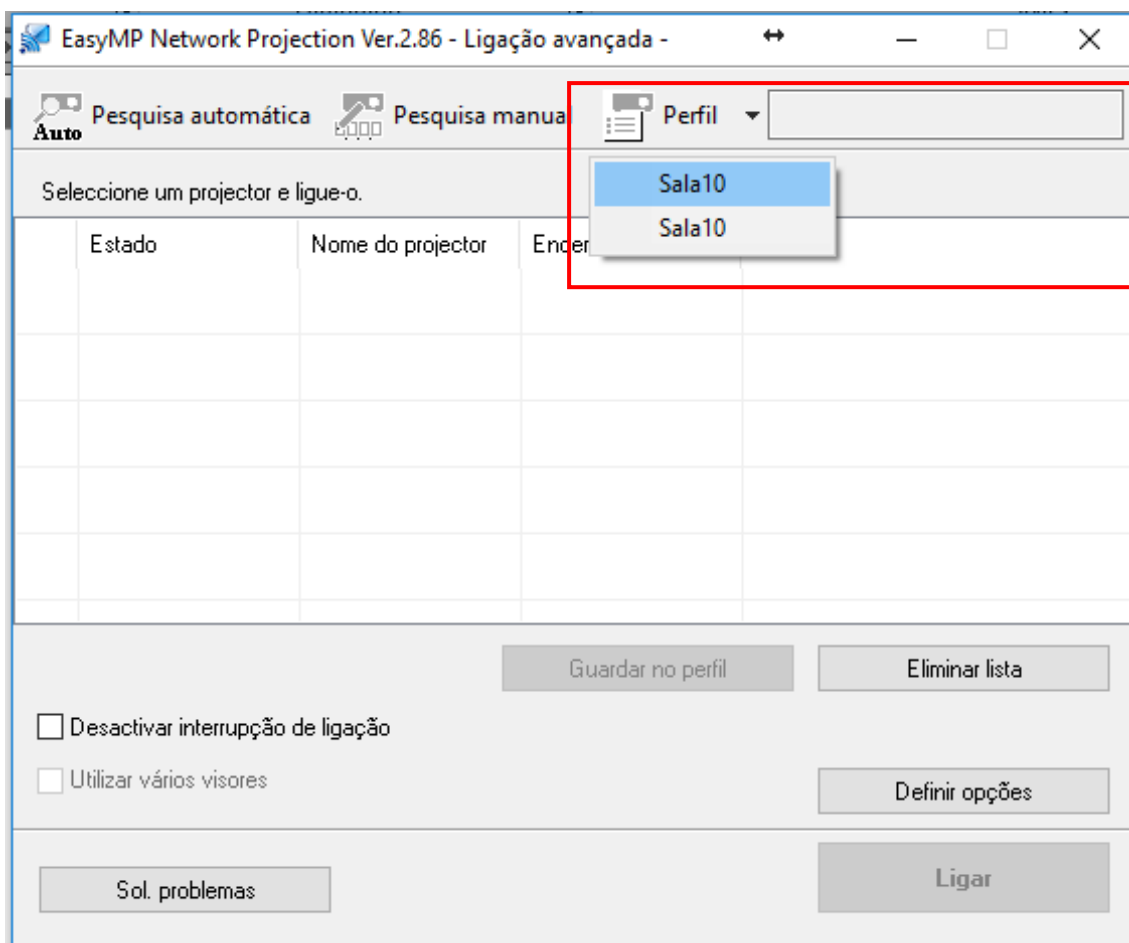 EasyMP Network Projection Ver.2.86 - Ligação avançada -
Auto Pesquisa automática Pesquisa manual Perfil
Sala10
Sala10
Seleccione um projector e ligue-o.
Estado Nome do projector
Guardar no perfil Eliminar lista
Desactivar interrupção de ligação
Utilizar vários visores
Definir opções
Sol. problemas Ligar